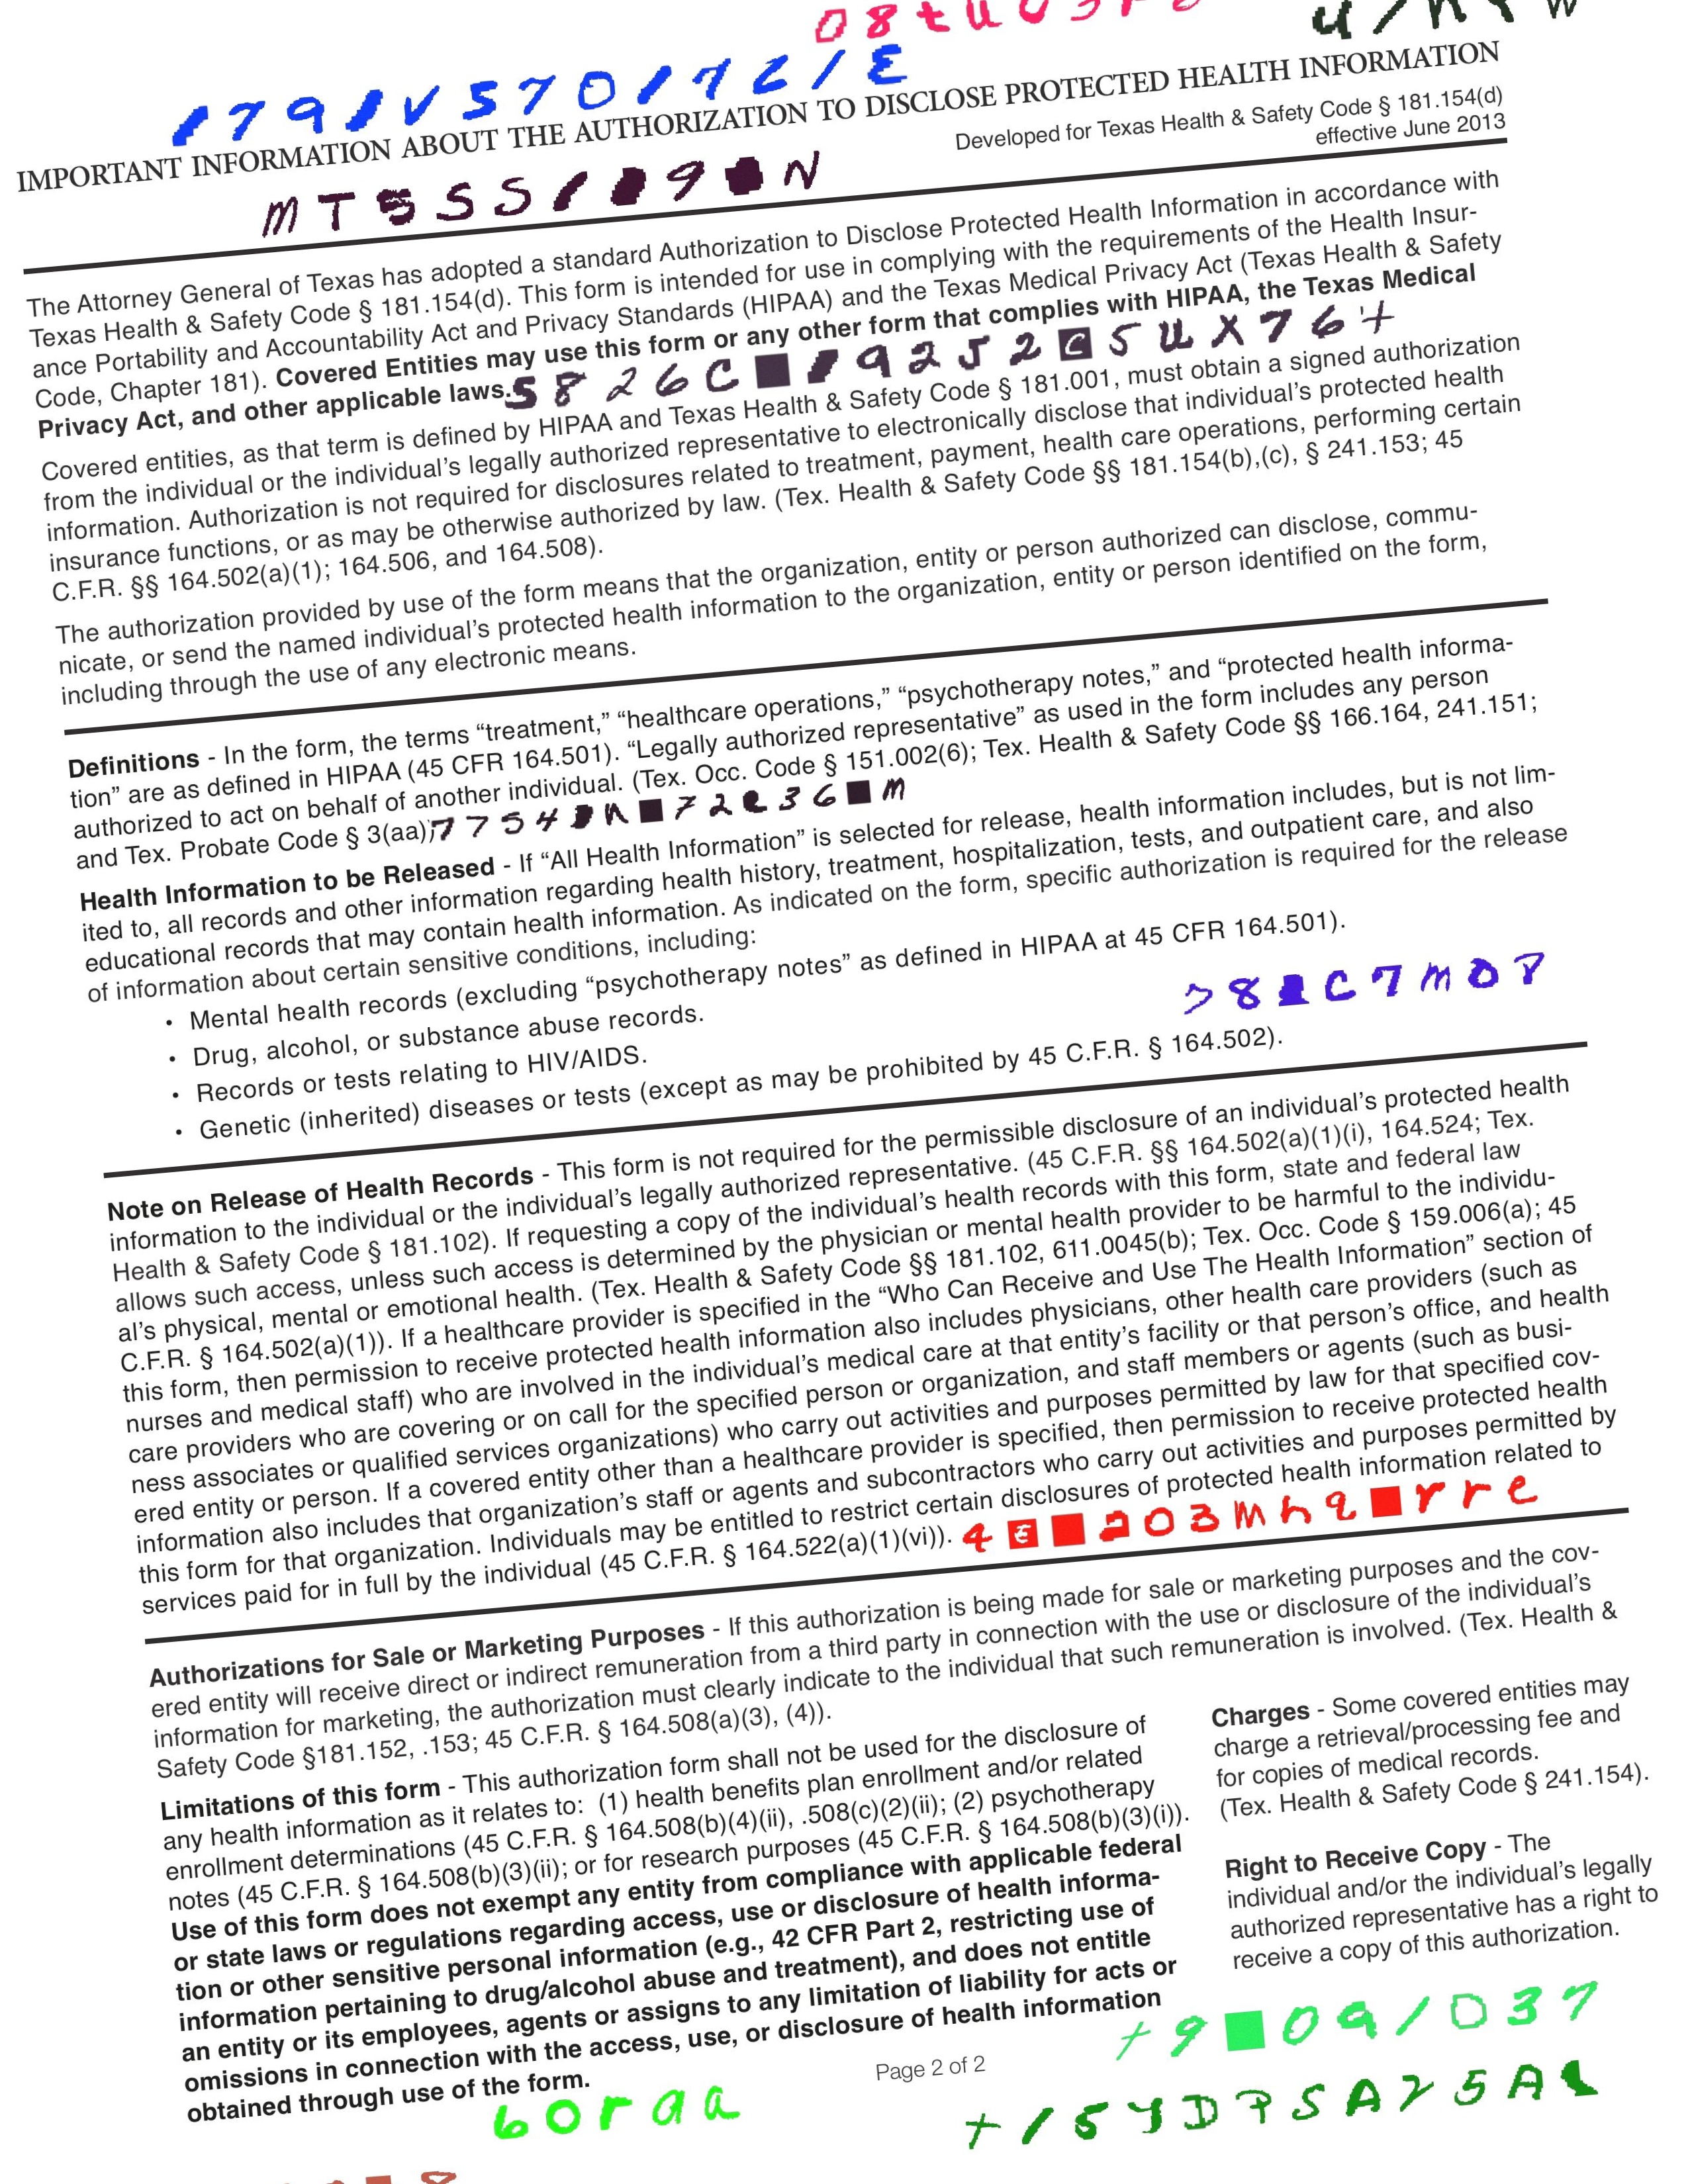 IMPORTANT INFORMATION ABOUT THE AUTHORIZATION TO DISCLOSE PROTECTED HEALTH INFORMATION
Developed for Texas Health & Safety Code § 181.154(d)
effective June 2013
The Attorney General of Texas has adopted a standard Authorization to Disclose Protected Health Information in accordance with
Texas Health & Safety Code § 181.154(d). This form is intended for use in complying with the requirements of the Health Insur-
ance Portability and Accountability Act and Privacy Standards (HIPAA) and the Texas Medical Privacy Act (Texas Health & Safety
Code, Chapter 181). Covered Entities may use this form or any other form that complies with HIPAA, the Texas Medical
Privacy Act, and other applicable laws.
Covered entities, as that term is defined by HIPAA and Texas Health & Safety Code § 181.001, must obtain a signed authorization
from the individual or the individual's legally authorized representative to electronically disclose that individual's protected health
information. Authorization is not required for disclosures related to treatment, payment, health care operations, performing certain
insurance functions, or as may be otherwise authorized by law. (Tex. Health & Safety Code §§ 181.154(b),(c), § 241.153; 45
C.F.R. §§ 164.502(a)(1); 164.506, and 164.508).
The authorization provided by use of the form means that the organization, entity or person authorized can disclose, commu-
nicate, or send the named individual's protected health information to the organization, entity or person identified on the form,
including through the use of any electronic means.
Definitions - In the form, the terms “treatment,” “healthcare operations,” “psychotherapy notes,” and “protected health informa-
tion” are as defined in HIPAA (45 CFR 164.501). “Legally authorized representative” as used in the form includes any person
authorized to act on behalf of another individual. (Tex. Occ. Code § 151.002(6); Tex. Health & Safety Code §§ 166.164, 241.151;
and Tex. Probate Code § 3(aa)).
Health Information to be Released - If “All Health Information” is selected for release, health information includes, but is not lim-
ited to, all records and other information regarding health history, treatment, hospitalization, tests, and outpatient care, and also
educational records that may contain health information. As indicated on the form, specific authorization is required for the release
of information about certain sensitive conditions, including:
• Mental health records (excluding “psychotherapy notes” as defined in HIPAA at 45 CFR 164.501).
• Drug, alcohol, or substance abuse records.
• Records or tests relating to HIV/AIDS.
• Genetic (inherited) diseases or tests (except as may be prohibited by 45 C.F.R. § 164.502).
Note on Release of Health Records - This form is not required for the permissible disclosure of an individual's protected health
information to the individual or the individual's legally authorized representative. (45 C.F.R. §§ 164.502(a)(1)(i), 164.524; Tex.
Health & Safety Code § 181.102). If requesting a copy of the individual's health records with this form, state and federal law
allows such access, unless such access is determined by the physician or mental health provider to be harmful to the individu-
al's physical, mental or emotional health. (Tex. Health & Safety Code §§ 181.102, 611.0045(b); Tex. Occ. Code § 159.006(a); 45
C.F.R. § 164.502(a)(1)). If a healthcare provider is specified in the “Who Can Receive and Use The Health Information” section of
this form, then permission to receive protected health information also includes physicians, other health care providers (such as
nurses and medical staff) who are involved in the individual's medical care at that entity's facility or that person's office, and health
care providers who are covering or on call for the specified person or organization, and staff members or agents (such as busi-
ness associates or qualified services organizations) who carry out activities and purposes permitted by law for that specified cov-
ered entity or person. If a covered entity other than a healthcare provider is specified, then permission to receive protected health
information also includes that organization's staff or agents and subcontractors who carry out activities and purposes permitted by
this form for that organization. Individuals may be entitled to restrict certain disclosures of protected health information related to
services paid for in full by the individual (45 C.F.R. § 164.522(a)(1)(vi)).
Authorizations for Sale or Marketing Purposes - If this authorization is being made for sale or marketing purposes and the cov-
ered entity will receive direct or indirect remuneration from a third party in connection with the use or disclosure of the individual's
information for marketing, the authorization must clearly indicate to the individual that such remuneration is involved. (Tex. Health &
Safety Code §181.152, .153; 45 C.F.R. § 164.508(a)(3), (4)).
Limitations of this form - This authorization form shall not be used for the disclosure of
any health information as it relates to: (1) health benefits plan enrollment and/or related
enrollment determinations (45 C.F.R. § 164.508(b)(4)(ii), .508(c)(2)(ii); (2) psychotherapy
notes (45 C.F.R. § 164.508(b)(3)(ii); or for research purposes (45 C.F.R. § 164.508(b)(3)(i)).
Use of this form does not exempt any entity from compliance with applicable federal
or state laws or regulations regarding access, use or disclosure of health informa-
tion or other sensitive personal information (e.g., 42 CFR Part 2, restricting use of
information pertaining to drug/alcohol abuse and treatment), and does not entitle
an entity or its employees, agents or assigns to any limitation of liability for acts or
omissions in connection with the access, use, or disclosure of health information
obtained through use of the form.
Charges - Some covered entities may
charge a retrieval/processing fee and
for copies of medical records.
(Tex. Health & Safety Code § 241.154).
Right to Receive Copy - The
individual and/or the individual's legally
authorized representative has a right to
receive a copy of this authorization.
Page 2 of 2